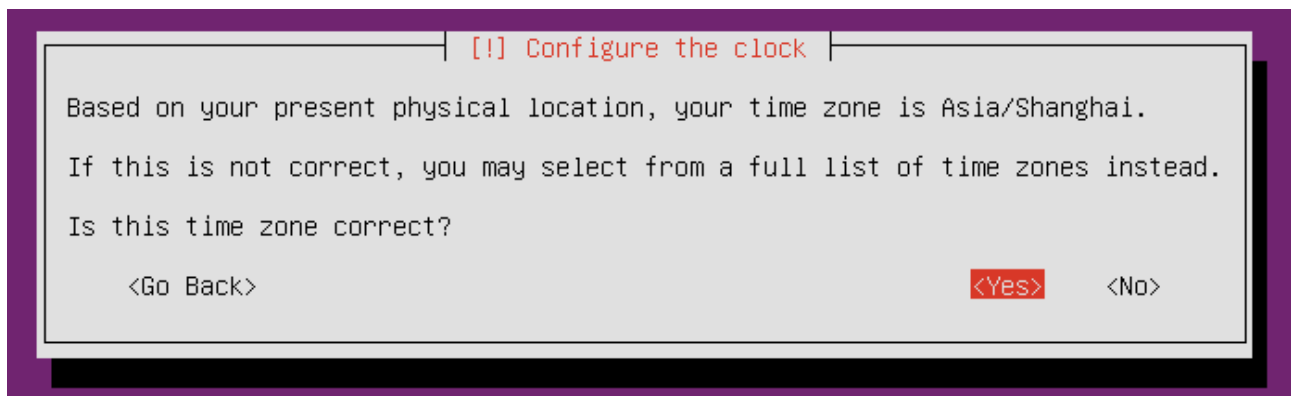 [!] Configure the clock
Based on your present physical location, your time zone is Asia/Shanghai.
If this is not correct, you may select from a full list of time zones instead.
Is this time zone correct?
<Go Back> <Yes> <No>